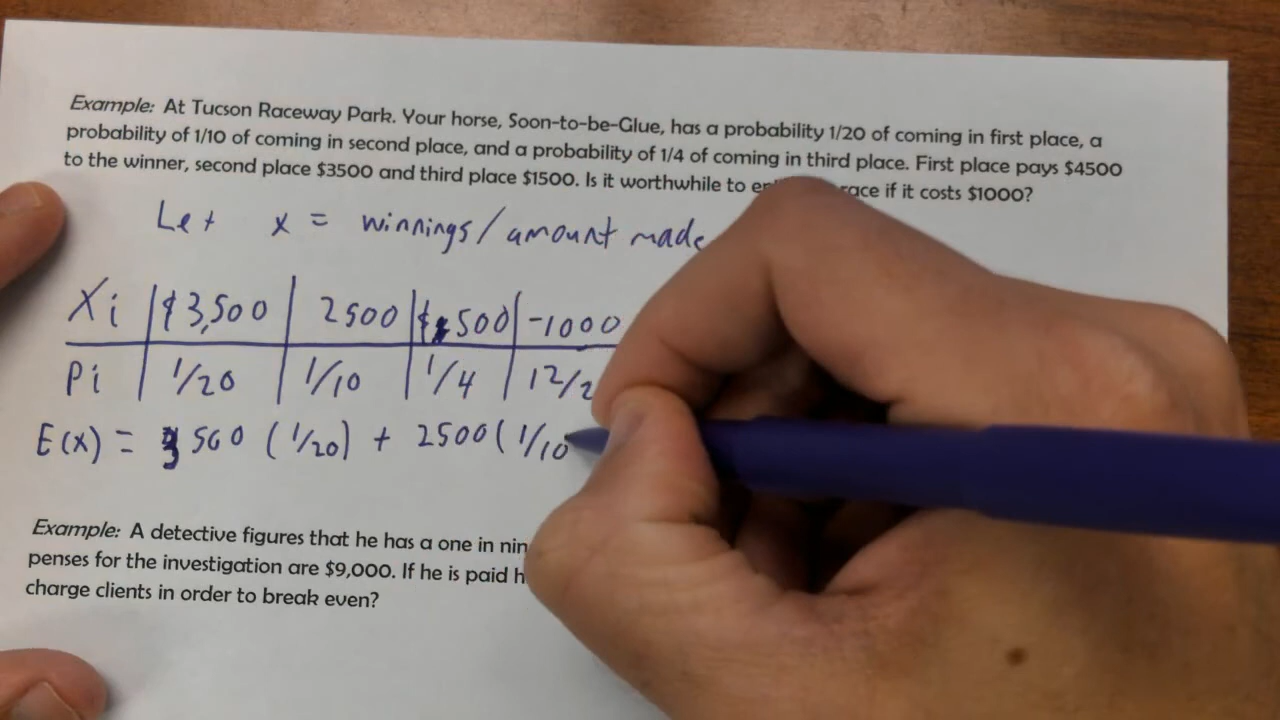 Example: At Tucson Raceway Park. Your horse, Soon-to-be-Glue, has a probability 1/20 of coming in first place, a
probability of 1/10 of coming in second place, and a probability of 1/4 of coming in third place. First place pays $4500
to the winner, second place $3500 and third place $1500. Is it worthwhile to race if it costs $1000?
Let x = winnings/amount made
Xi $3,500 2500 $500 -1000
Pi 1/20 1/10 1/4 12/2
E(x) = 3500 (1/20) + 2500(1/10
Example: A detective figures that he has a one in nin
penses for the investigation are $9,000. If he is paid h
charge clients in order to break even?